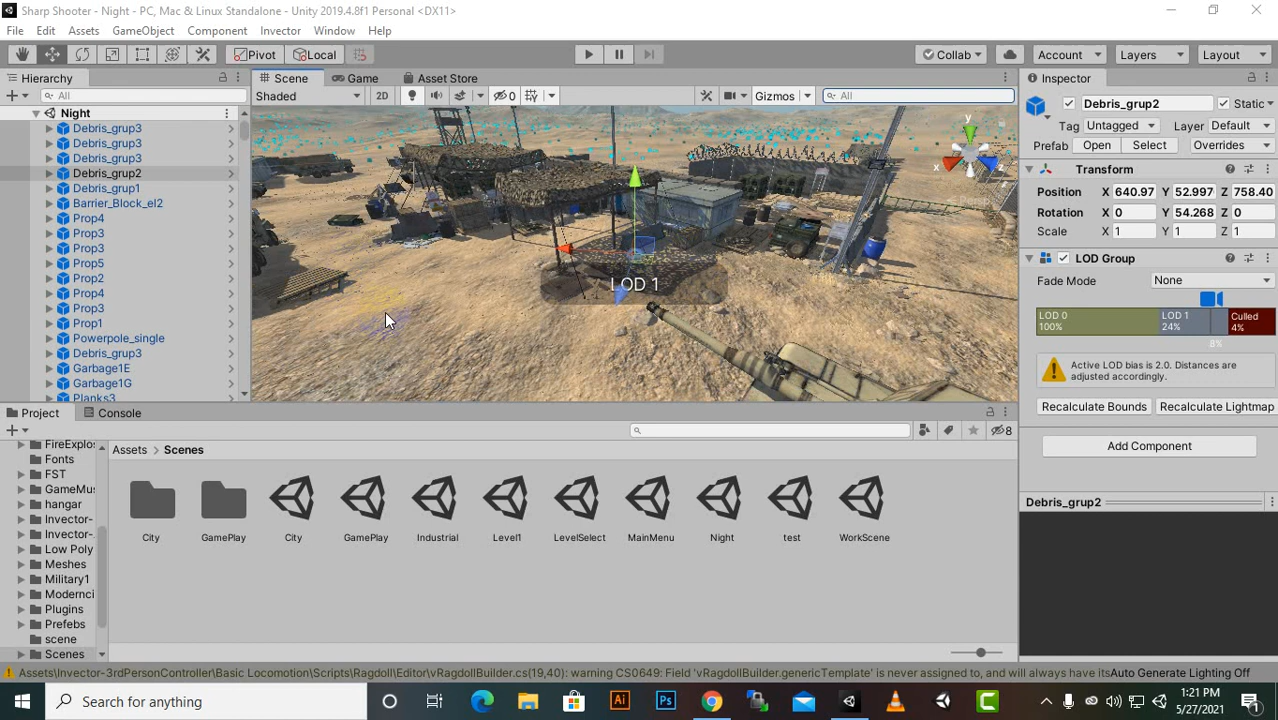 Sharp Shooter - Night - PC, Mac & Linux Standalone - Unity 2019.4.8f1 Personal <DX11>
File Edit Assets GameObject Component Invector Window Help
Pivot Local Collab Account Layers Layout
Hierarchy
Scene Game Asset Store
Inspector
All
Shaded 2D 0 Gizmos All
Night
Debris_grup3
Debris_grup3
Debris_grup3
Debris_grup2
Debris_grup1
Barrier_Block_el2
Prop4
Prop3
Prop3
Prop5
Prop2
Prop4
Prop3
Prop1
Powerpole_single
Debris_grup3
Garbage1E
Garbage1G
Planks3
y
x
z
Persp
LOD 1
Debris_grup2 Static
Tag Untagged Layer Default
Prefab Open Select Overrides
Transform
Position X 640.97 Y 52.997 Z 758.40
Rotation X 0 Y 54.268 Z 0
Scale X 1 Y 1 Z 1
LOD Group
Fade Mode None
LOD 0 LOD 1 Culled
100% 24% 4%
8%
Active LOD bias is 2.0. Distances are
adjusted accordingly.
Recalculate Bounds Recalculate Lightmap
Add Component
Debris_grup2
Project Console
8
FireExplos
Fonts
FST
GameMus
hangar
Invector-
Invector-
Low Poly
Meshes
Military1
Modernci
Plugins
Prefebs
scene
Scenes
Assets > Scenes
City GamePlay City GamePlay Industrial Level1 LevelSelect MainMenu Night test WorkScene
Assets\Invector-3rdPersonController\Basic Locomotion\Scripts\Ragdoll\Editor\vRagdollBuilder.cs(19,40): warning CS0649: Field 'vRagdollBuilder.genericTemplate' is never assigned to, and will always have its
Auto Generate Lighting Off
Search for anything
Ai Ps
1:21 PM
5/27/2021
1